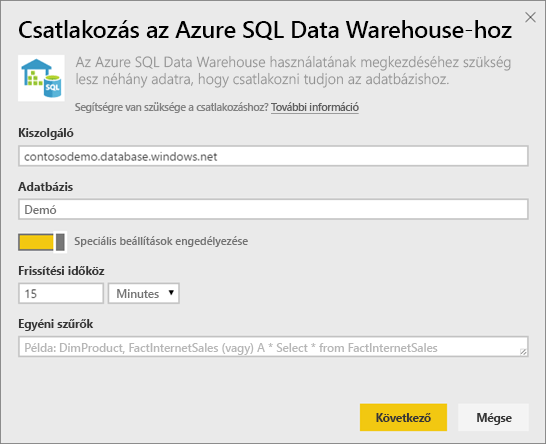 Csatlakozás az Azure SQL Data Warehouse-hoz
Az Azure SQL Data Warehouse használatának megkezdéséhez szükség
lesz néhány adatra, hogy csatlakozni tudjon az adatbázishoz.
SQL
Segítségre van szüksége a csatlakozáshoz? További információ
Kiszolgáló
contosodemo.database.windows.net
Adatbázis
Demó
Speciális beállítások engedélyezése
Frissítési időköz
15 Minutes
Egyéni szűrők
Példa: DimProduct, FactInternetSales (vagy) A * Select * from FactInternetSales
Következő Mégse